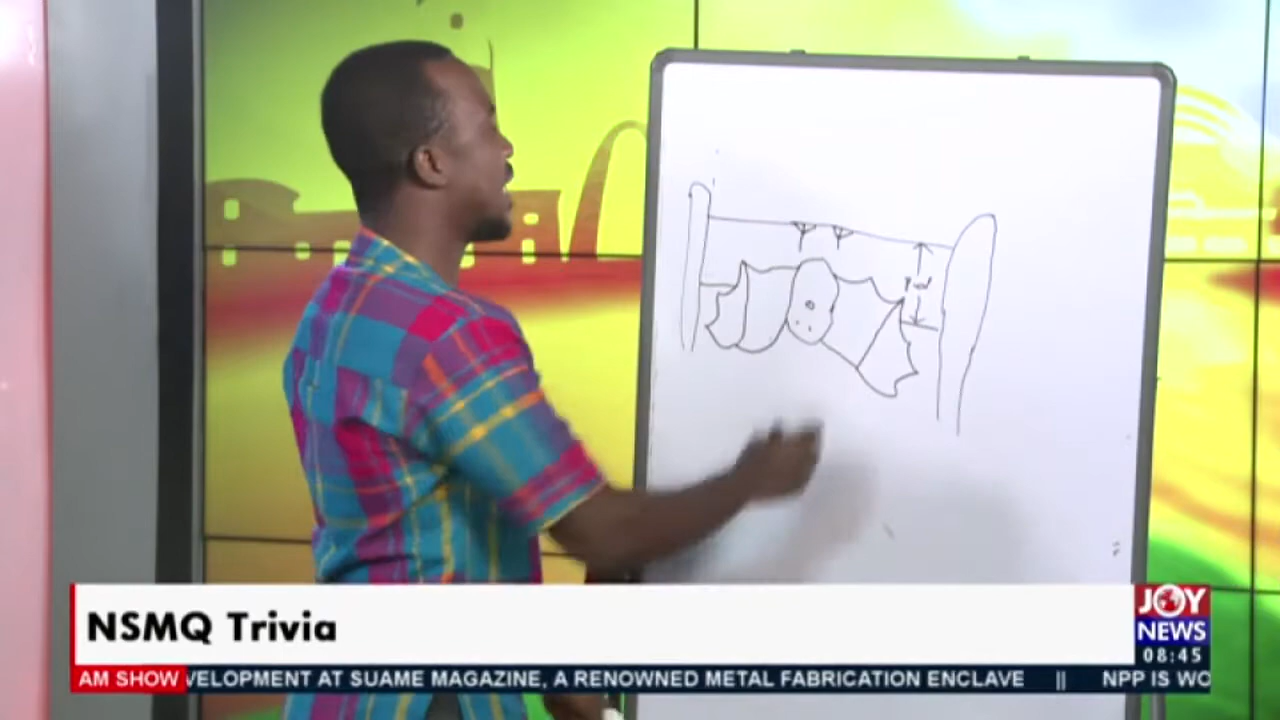 NSMQ Trivia
JOY
NEWS
08:45
AM SHOW
VELOPMENT AT SUAME MAGAZINE, A RENOWNED METAL FABRICATION ENCLAVE || NPP IS WO